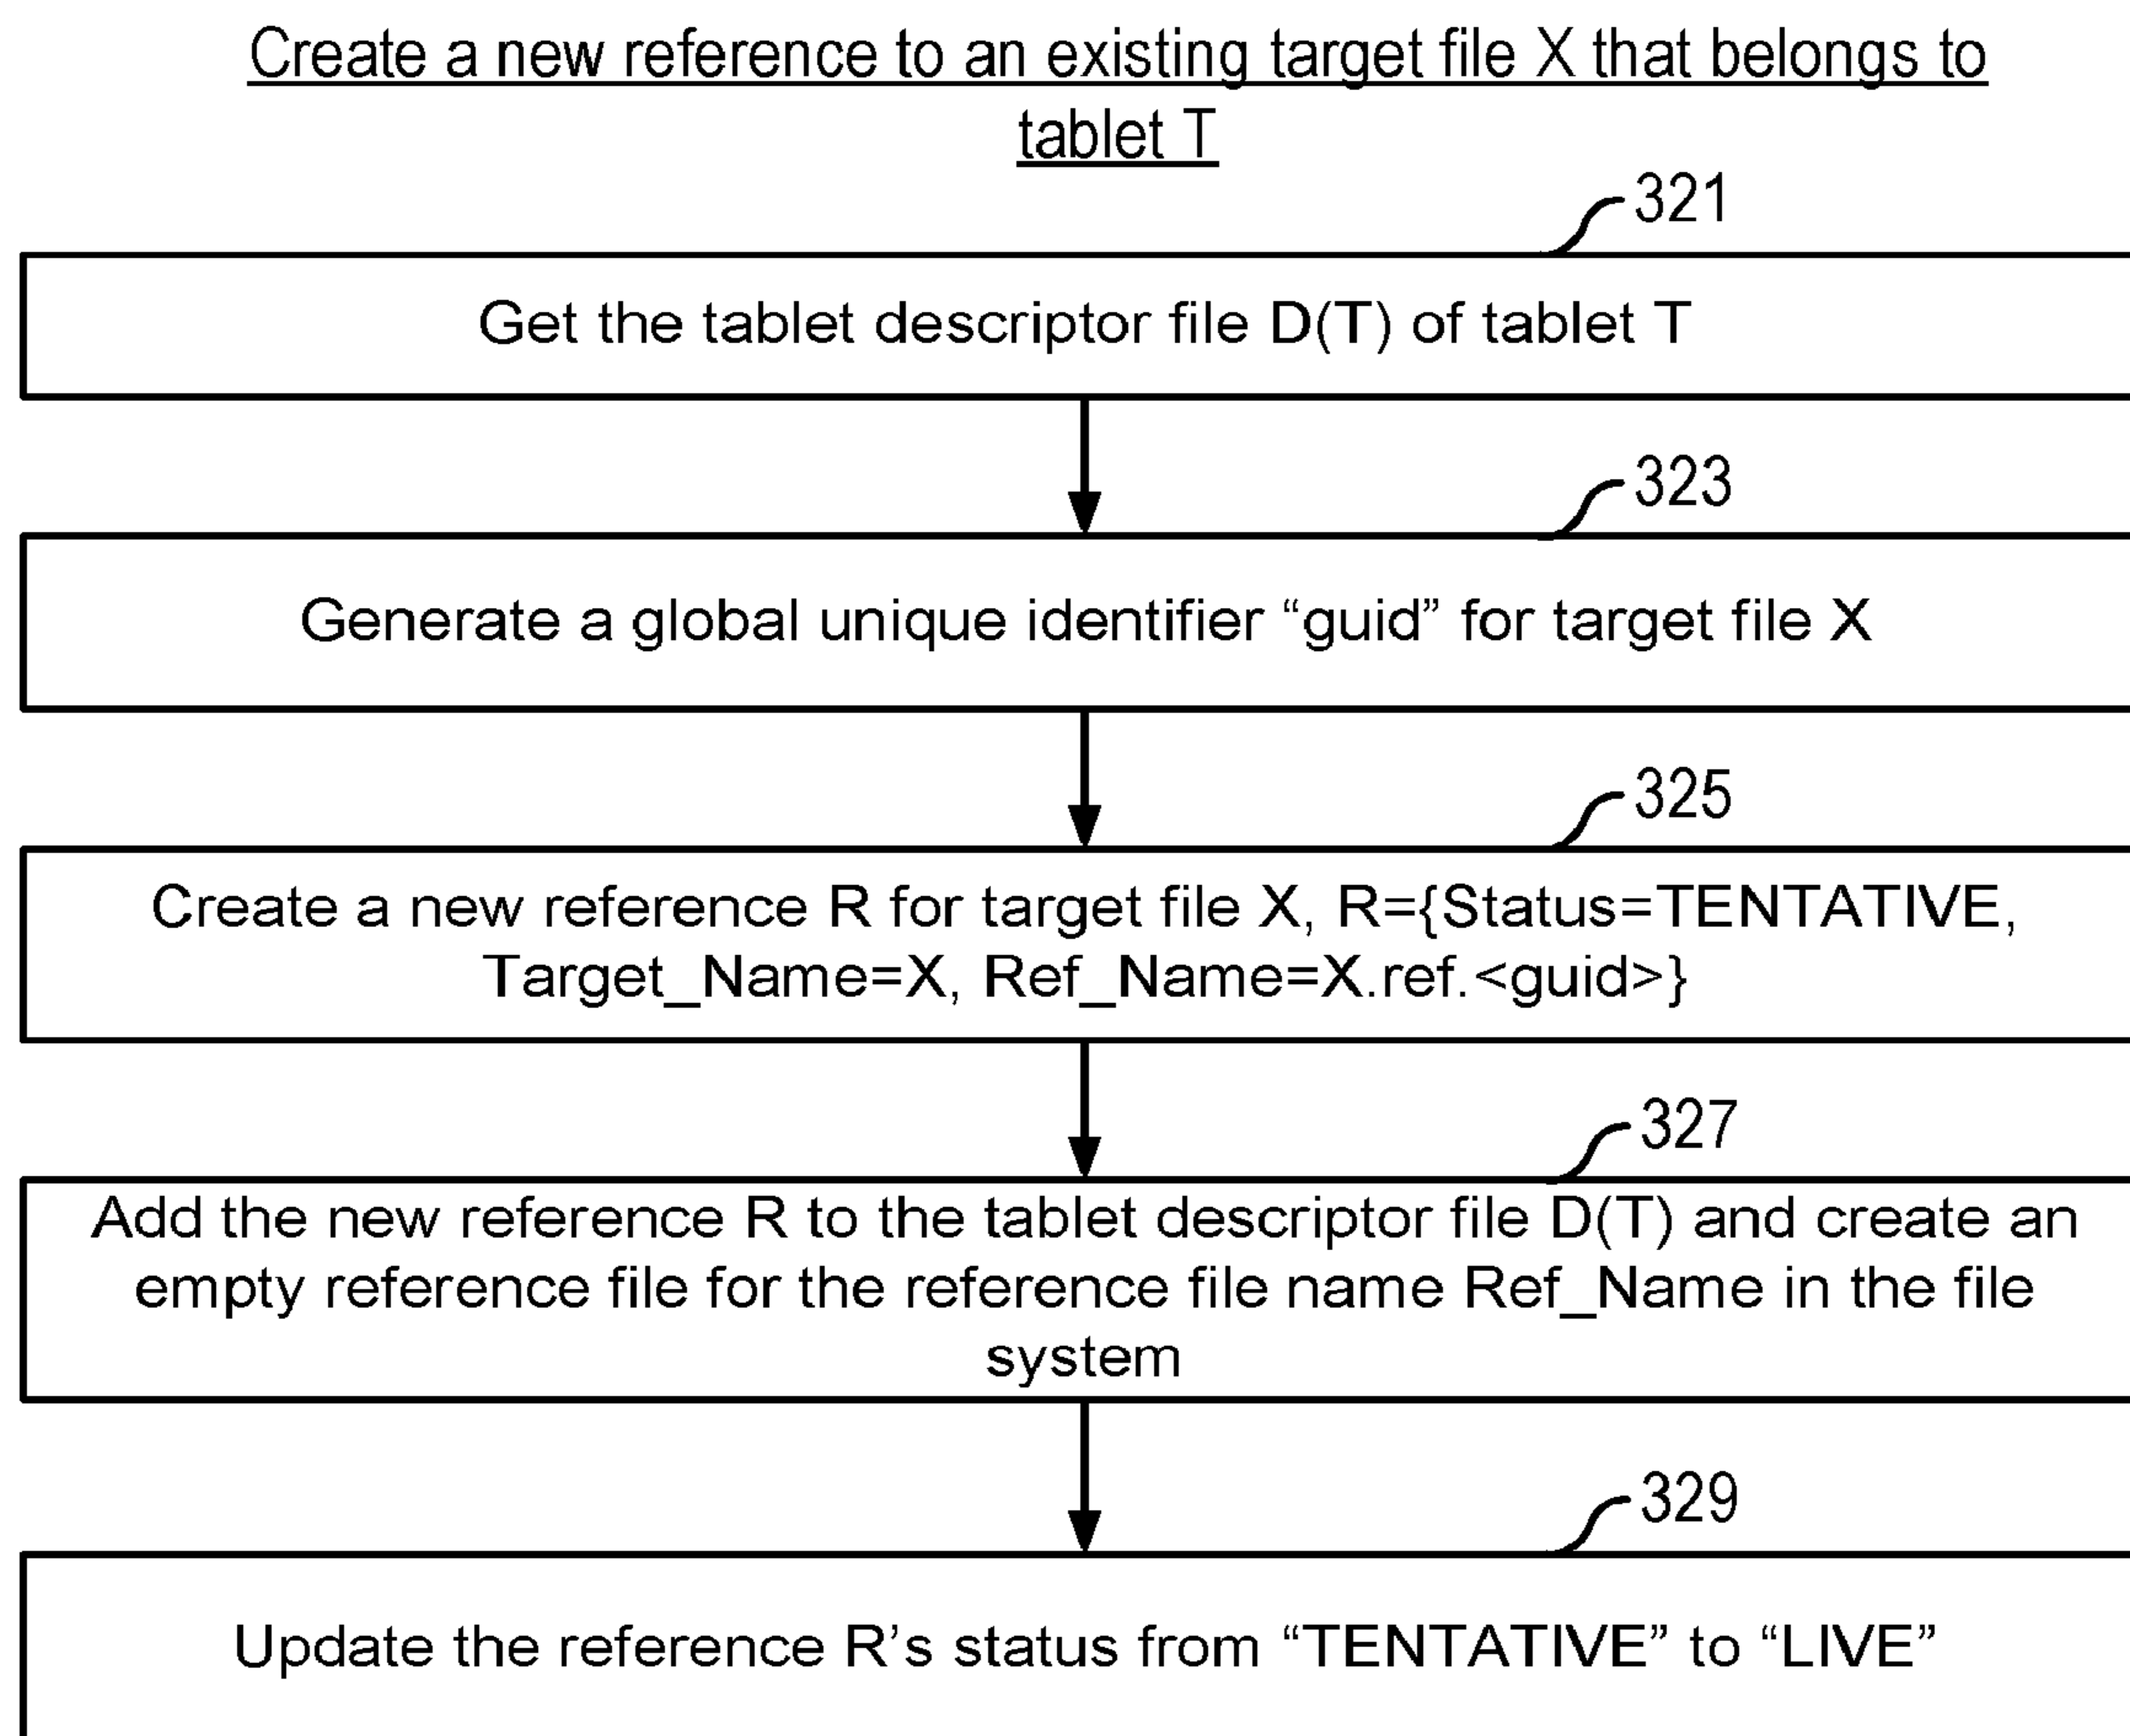 Create a new reference to an existing target file X that belongs to
tablet T
321
Get the tablet descriptor file D(T) of tablet T
323
Generate a global unique identifier “guid” for target file X
325
Create a new reference R for target file X, R={Status=TENTATIVE,
Target_Name=X, Ref_Name=X.ref.<guid>}
327
Add the new reference R to the tablet descriptor file D(T) and create an
empty reference file for the reference file name Ref_Name in the file
system
329
Update the reference R’s status from “TENTATIVE” to “LIVE”